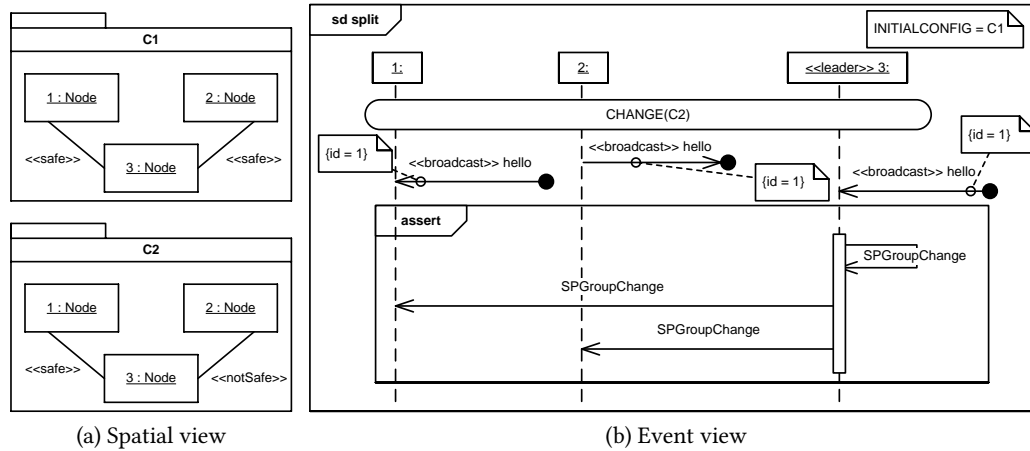 C1
1 : Node
2 : Node
<<safe>>
3 : Node
<<safe>>
C2
1 : Node
2 : Node
<<safe>>
3 : Node
<<notSafe>>
(a) Spatial view
sd split
INITIALCONFIG = C1
1:
2:
<<leader>> 3:
CHANGE(C2)
{id = 1}
<<broadcast>> hello
<<broadcast>> hello
{id = 1}
{id = 1}
<<broadcast>> hello
assert
SPGroupChange
SPGroupChange
SPGroupChange
(b) Event view